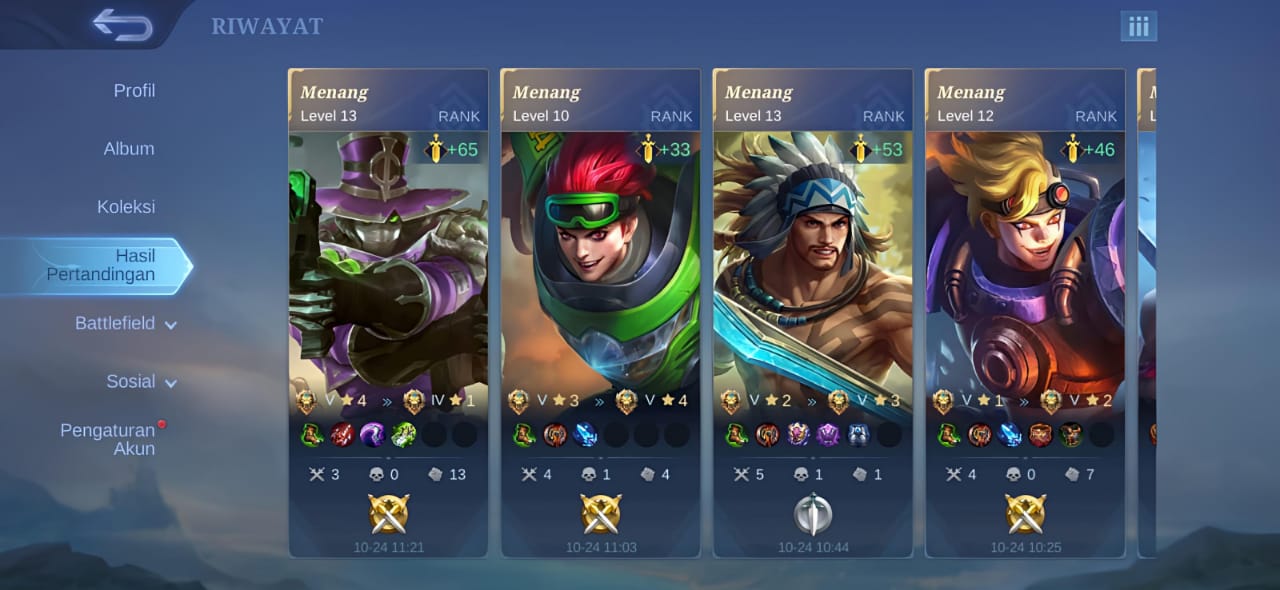 RIWAYAT
Profil
Album
Koleksi
Hasil
Pertandingan
Battlefield
Sosial
Pengaturan
Akun
Menang
Level 13 RANK
+65
V 4 » IV 1
3 0 13
10-24 11:21
Menang
Level 10 RANK
+33
V 3 » V 4
4 1 4
10-24 11:03
Menang
Level 13 RANK
+53
V 2 » V 3
5 1 1
10-24 10:44
Menang
Level 12 RANK
+46
V 1 » V 2
4 0 7
10-24 10:25